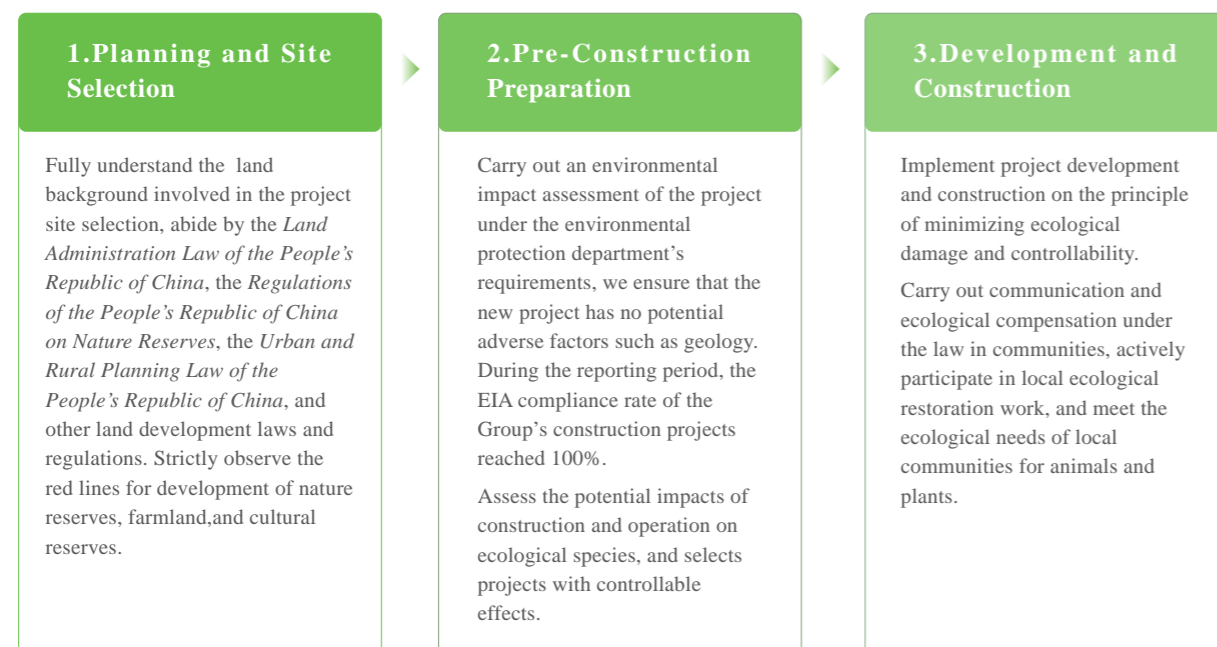 1.Planning and Site
Selection
Fully understand the land
background involved in the project
site selection, abide by the Land
Administration Law of the People's
Republic of China, the Regulations
of the People's Republic of China
on Nature Reserves, the Urban and
Rural Planning Law of the
People's Republic of China, and
other land development laws and
regulations. Strictly observe the
red lines for development of nature
reserves, farmland,and cultural
reserves.
2.Pre-Construction
Preparation
Carry out an environmental
impact assessment of the project
under the environmental
protection department's
requirements, we ensure that the
new project has no potential
adverse factors such as geology.
During the reporting period, the
EIA compliance rate of the
Group's construction projects
reached 100%.
Assess the potential impacts of
construction and operation on
ecological species, and selects
projects with controllable
effects.
3.Development and
Construction
Implement project development
and construction on the principle
of minimizing ecological
damage and controllability.
Carry out communication and
ecological compensation under
the law in communities, actively
participate in local ecological
restoration work, and meet the
ecological needs of local
communities for animals and
plants.